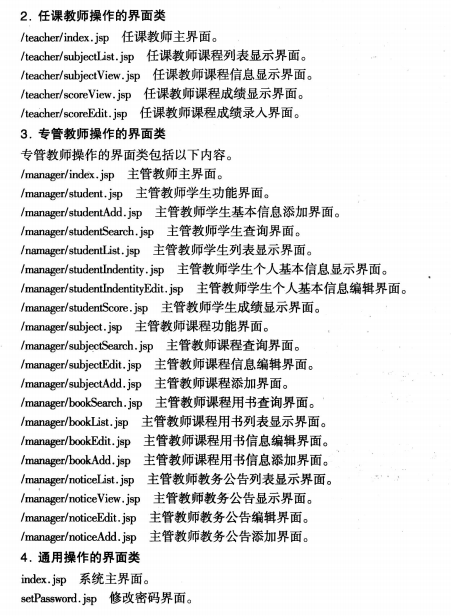 2. 任课教师操作的界面类
/teacher/index.jsp 任课教师主界面。
/teacher/subjectList.jsp 任课教师课程列表显示界面。
/teacher/subjectView.jsp 任课教师课程信息显示界面。
/teacher/scoreView.jsp 任课教师课程成绩显示界面。
/teacher/scoreEdit.jsp 任课教师课程成绩录入界面。
3. 专管教师操作的界面类
专管教师操作的界面类包括以下内容。
/manager/index.jsp 主管教师主界面。
/manager/student.jsp 主管教师学生功能界面。
/manager/studentAdd.jsp 主管教师学生基本信息添加界面。
/manager/studentSearch.jsp 主管教师学生查询界面。
/namager/studentList.jsp 主管教师学生列表显示界面。
/manager/studentIndentity.jsp 主管教师学生个人基本信息显示界面。
/manager/studentIndentityEdit.jsp 主管教师学生个人基本信息编辑界面。
/manager/studentScore.jsp 主管教师学生成绩显示界面。
/manager/subject.jsp 主管教师课程功能界面。
/manager/subjectSearch.jsp 主管教师课程查询界面。
/manager/subjectEdit.jsp 主管教师课程信息编辑界面。
/manager/subjectAdd.jsp 主管教师课程添加界面。
/manager/bookSearch.jsp 主管教师课程用书查询界面。
/manager/bookList.jsp 主管教师课程用书列表显示界面。
/manager/bookEdit.jsp 主管教师课程用书信息编辑界面。
/manager/bookAdd.jsp 主管教师课程用书信息添加界面。
/manager/noticeList.jsp 主管教师教务公告列表显示界面。
/manager/noticeView.jsp 主管教师教务公告显示界面。
/manager/noticeEdit.jsp 主管教师教务公告编辑界面。
/manager/noticeAdd.jsp 主管教师教务公告添加界面。
4. 通用操作的界面类
index.jsp 系统主界面。
setPassword.jsp 修改密码界面。